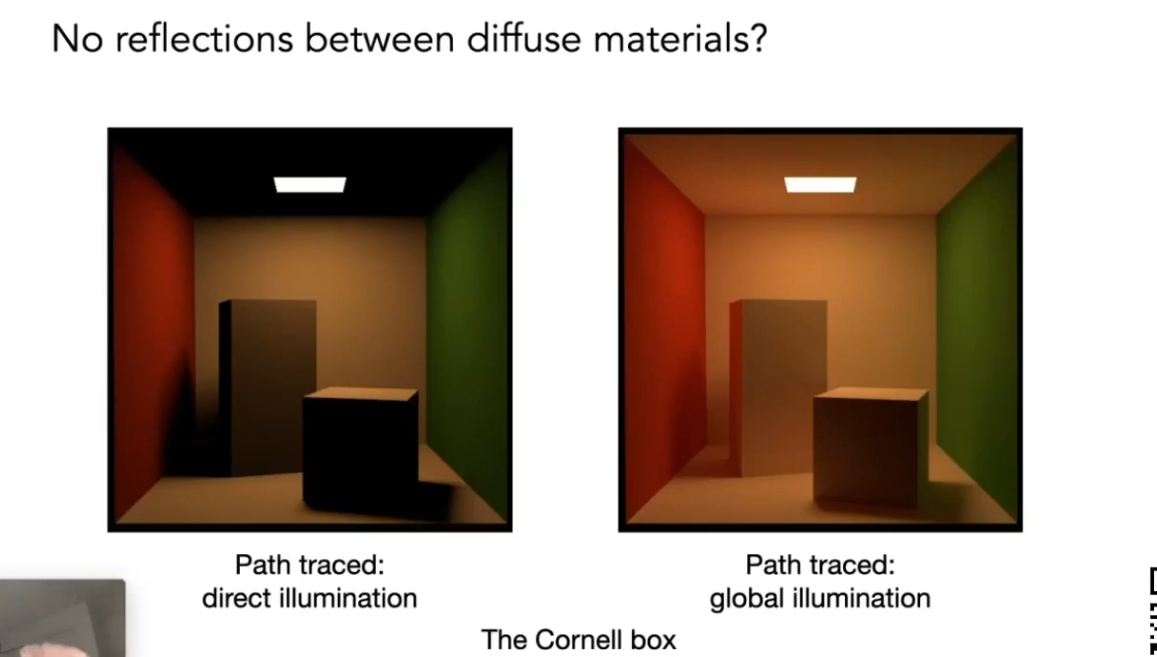 No reflections between diffuse materials?
Path traced:
direct illumination
Path traced:
global illumination
The Cornell box